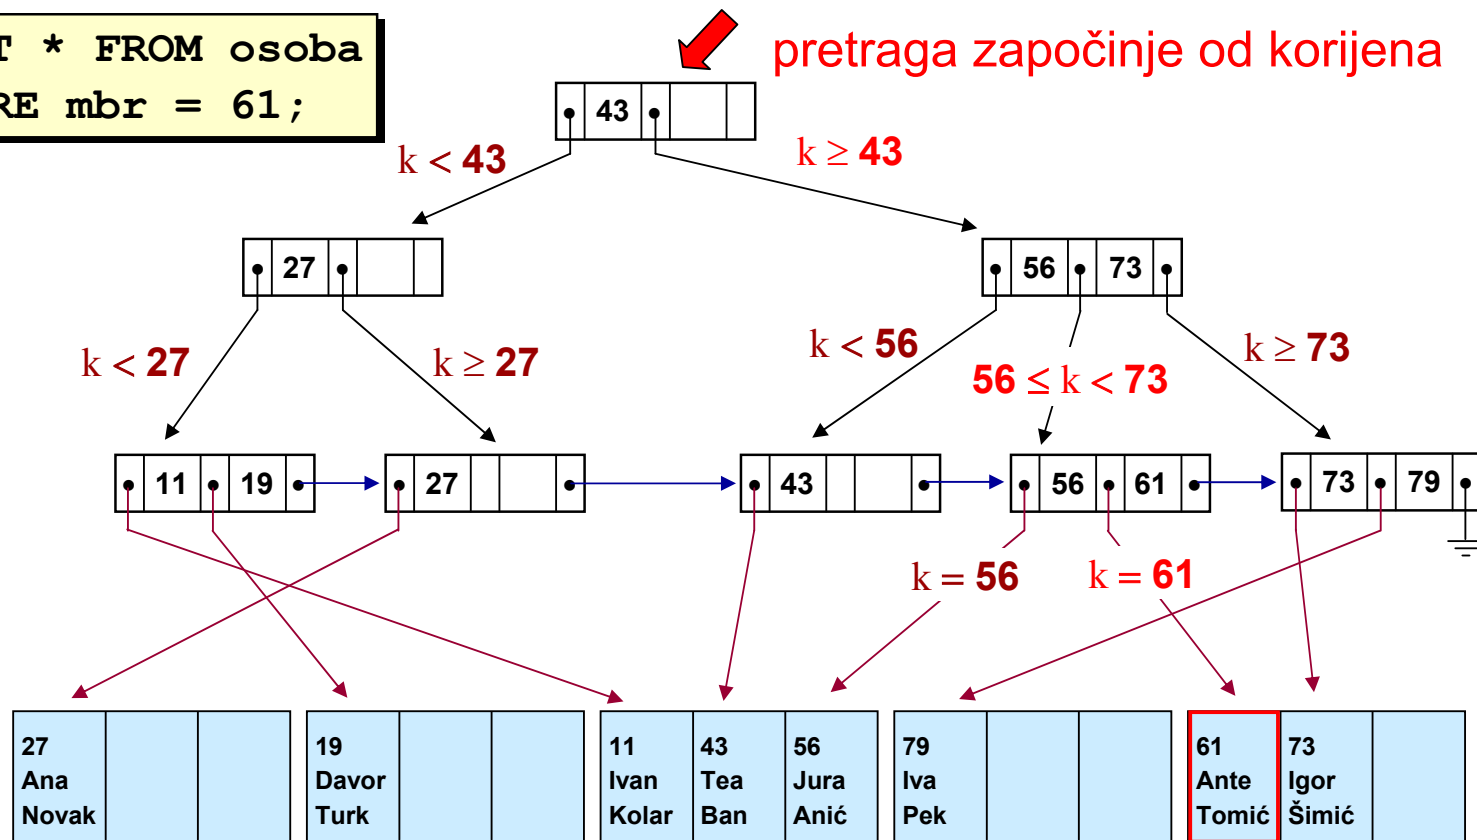 T * FROM osoba
RE mbr = 61;
pretraga započinje od korijena
43
k < 43
k ≥ 43
27
56 73
k < 27
k ≥ 27
k < 56
56 ≤ k < 73
k ≥ 73
11 19
27
43
56 61
73 79
k = 56
k = 61
27
Ana
Novak
19
Davor
Turk
11
Ivan
Kolar
43
Tea
Ban
56
Jura
Anić
79
Iva
Pek
61
Ante
Tomić
73
Igor
Šimić